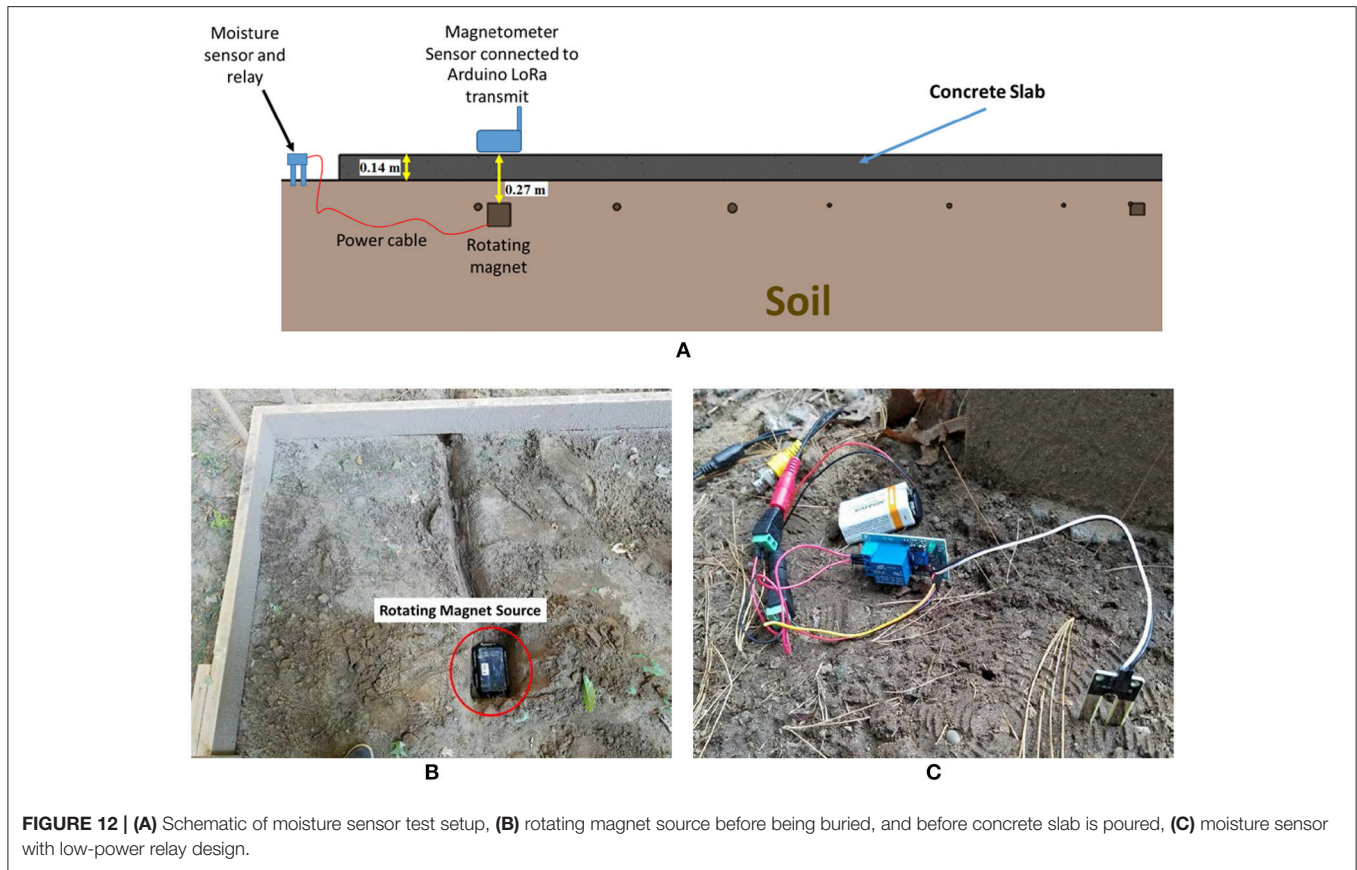 Moisture
sensor and
relay
Magnetometer
Sensor connected to
Arduino LoRa
transmit
Concrete Slab
0.14 m
0.27 m
Power cable
Rotating
magnet
Soil
A
Rotating Magnet Source
B
C
FIGURE 12 | (A) Schematic of moisture sensor test setup, (B) rotating magnet source before being buried, and before concrete slab is poured, (C) moisture sensor
with low-power relay design.